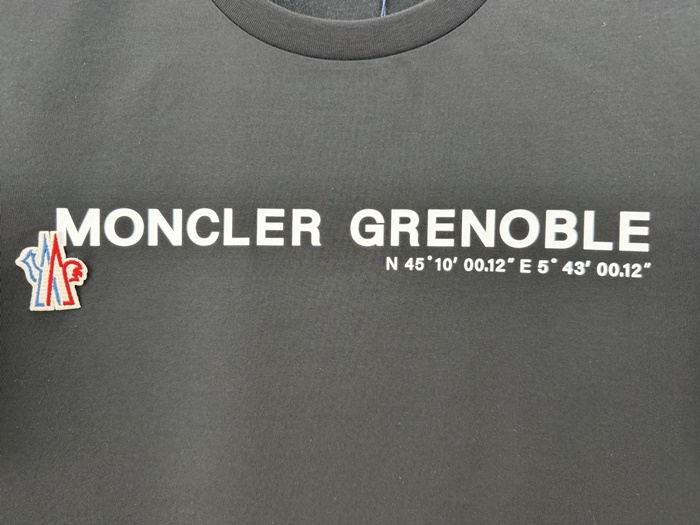 MONCLER GRENOBLE
N 45°10' 00.12" E 5° 43' 00.12"